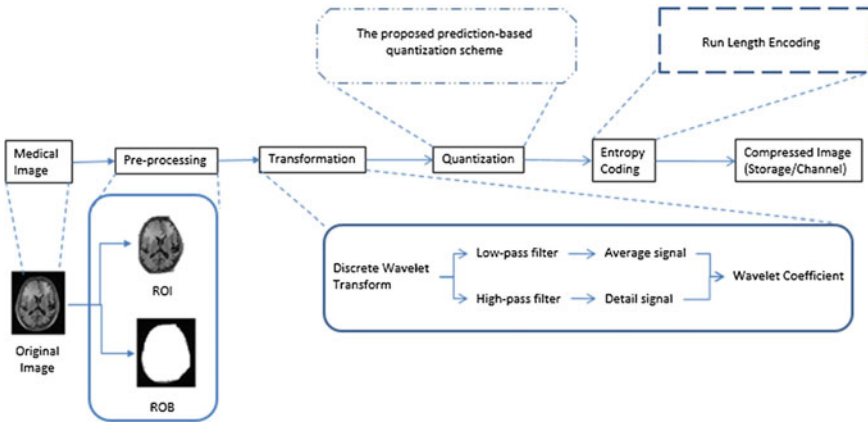 The proposed prediction-based
quantization scheme
Run Length Encoding
Medical
Image
Pre-processing
Transformation
Quantization
Entropy
Coding
Compressed Image
(Storage/Channel)
ROI
ROB
Original
Image
Discrete Wavelet
Transform
Low-pass filter
Average signal
High-pass filter
Detail signal
Wavelet Coefficient